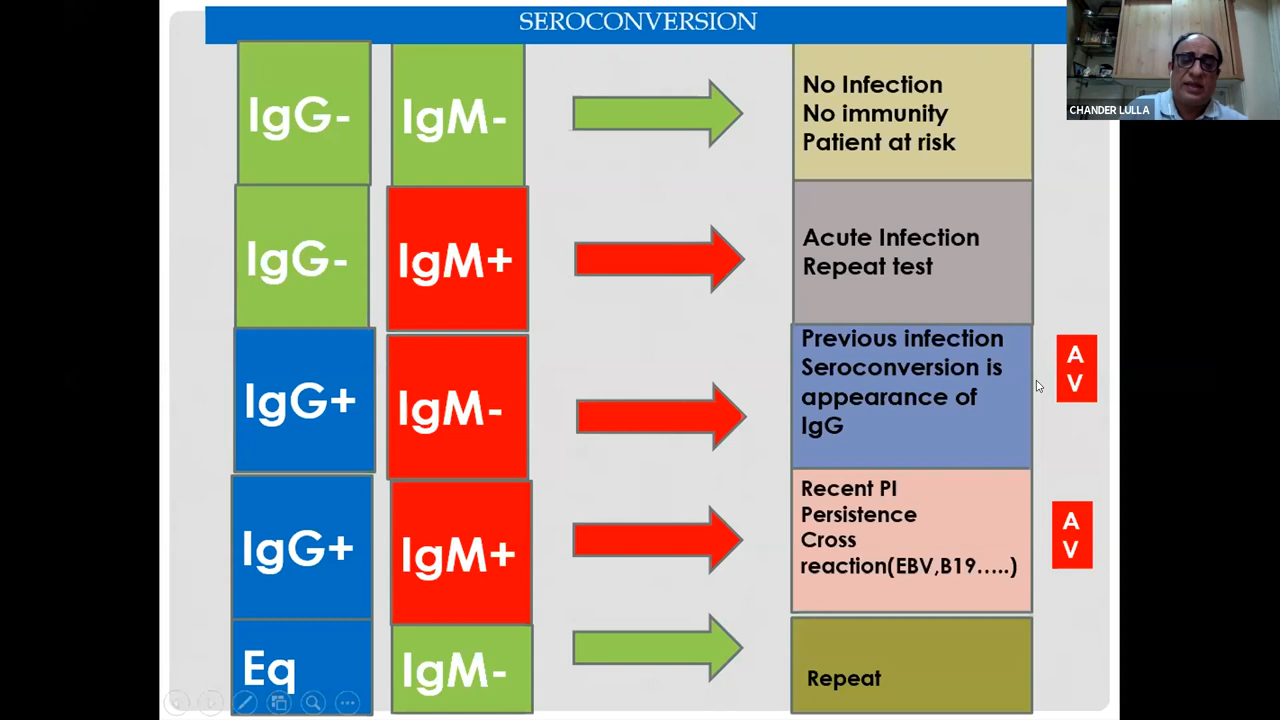 SEROCONVERSION
CHANDER LULLA
IgG-
IgM-
No Infection
No immunity
Patient at risk
IgG-
IgM+
Acute Infection
Repeat test
IgG+
IgM-
Previous infection
Seroconversion is
appearance of
IgG
A
V
IgG+
IgM+
Recent PI
Persistence
Cross
reaction(EBV,B19…..)
A
V
Eq
IgM-
Repeat